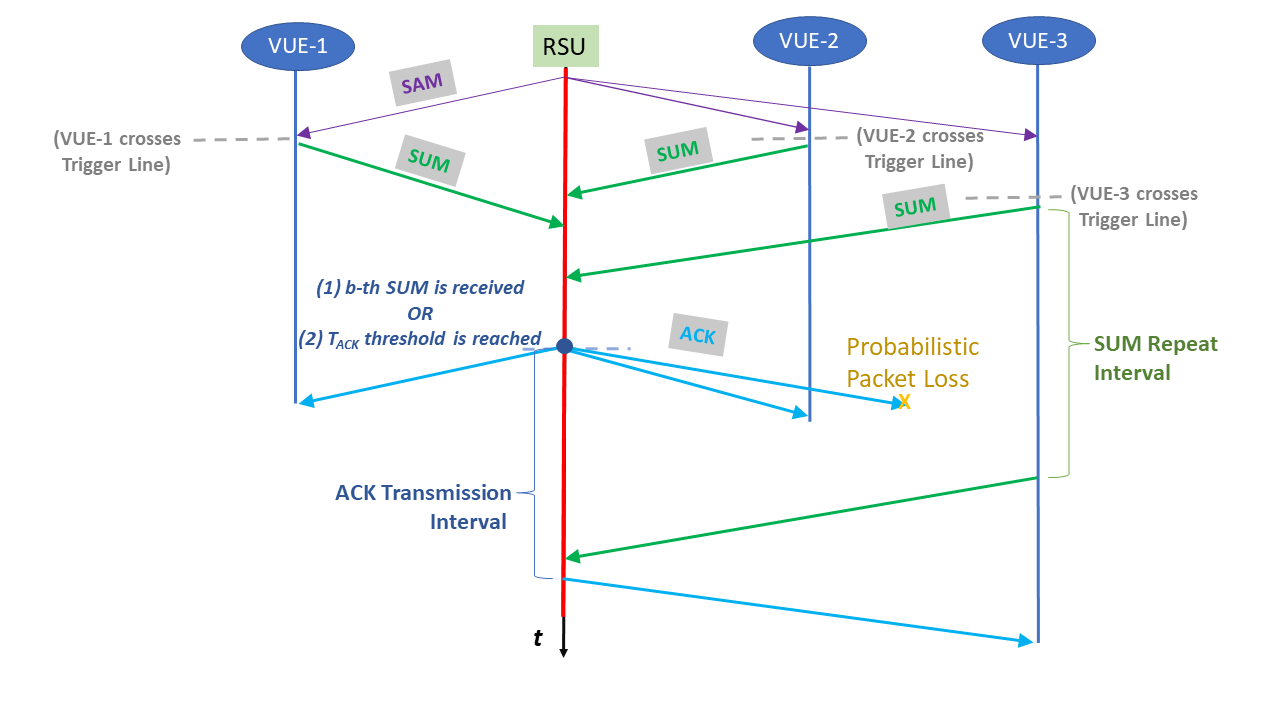 VUE-1
RSU
VUE-2
VUE-3
SAM
(VUE-1 crosses
Trigger Line)
SUM
SUM
(VUE-2 crosses
Trigger Line)
SUM
(VUE-3 crosses
Trigger Line)
(1) b-th SUM is received
OR
(2) TACK threshold is reached
ACK
Probabilistic
Packet Loss
X
SUM Repeat
Interval
ACK Transmission
Interval
t